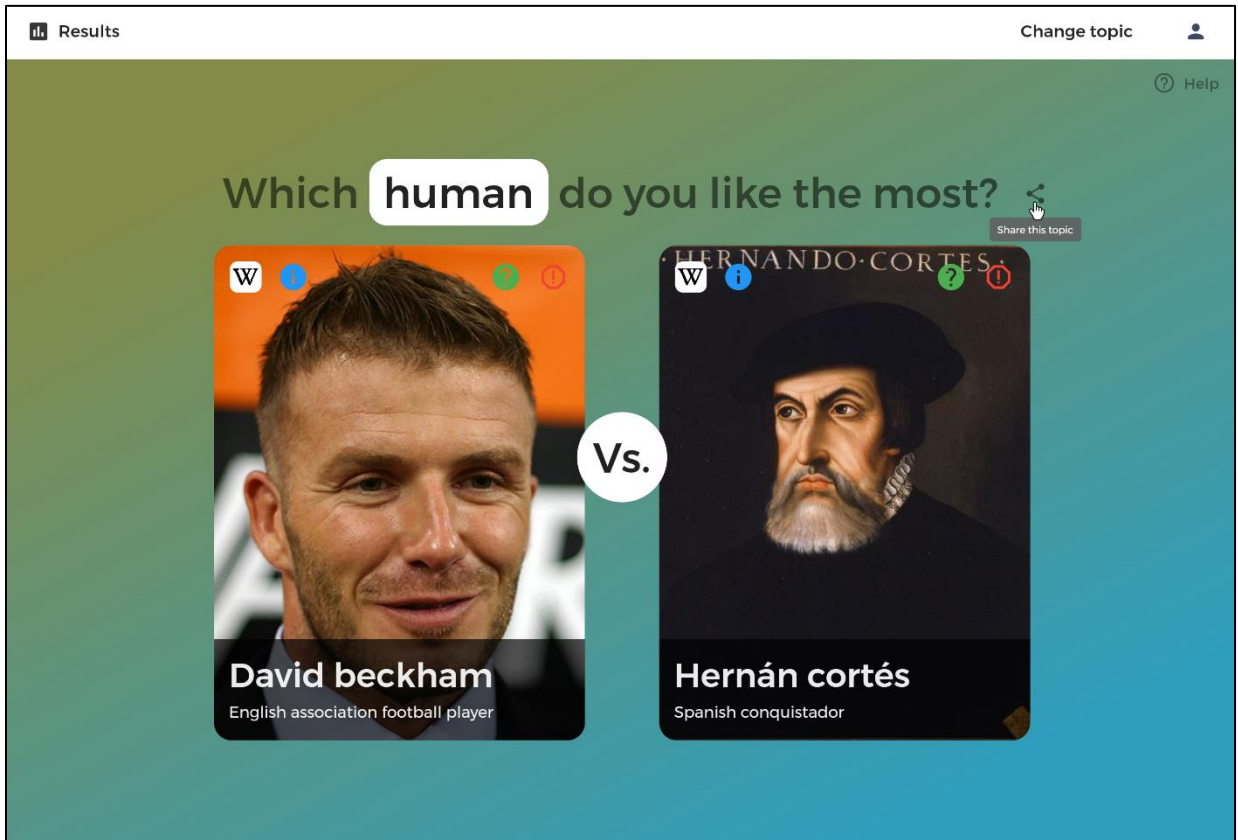 Results
Change topic
Help
Which human do you like the most?
Share this topic
W
HERNANDO·CORTES·
W
Vs.
David beckham
English association football player
Hernán cortés
Spanish conquistador